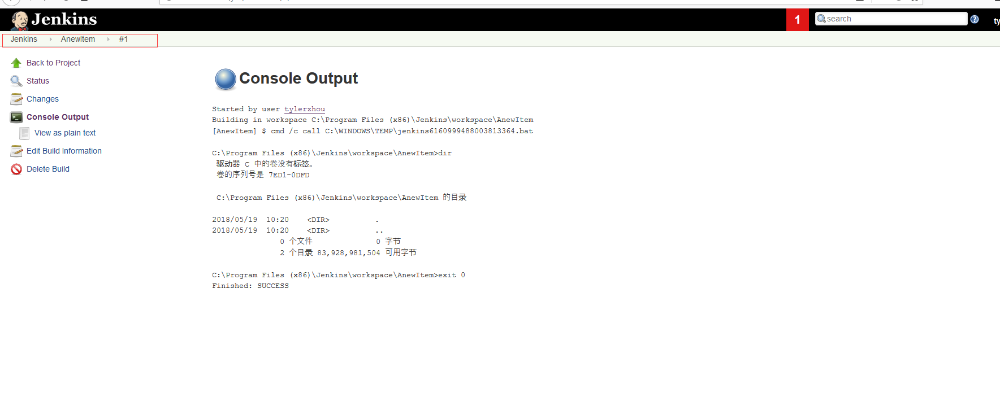 Jenkins
1
search
ty
Jenkins AnewItem #1
Back to Project
Status
Changes
Console Output
View as plain text
Edit Build Information
Delete Build
Console Output
Started by user tylerzhou
Building in workspace C:\Program Files (x86)\Jenkins\workspace\AnewItem
[AnewItem] $ cmd /c call C:\WINDOWS\TEMP\jenkins6160999488003813364.bat
C:\Program Files (x86)\Jenkins\workspace\AnewItem>dir
驱动器 C 中的卷没有标签。
卷的序列号是 7ED1-0DFD
C:\Program Files (x86)\Jenkins\workspace\AnewItem 的目录
2018/05/19 10:20 <DIR> .
2018/05/19 10:20 <DIR> ..
0 个文件 0 字节
2 个目录 83,928,981,504 可用字节
C:\Program Files (x86)\Jenkins\workspace\AnewItem>exit 0
Finished: SUCCESS